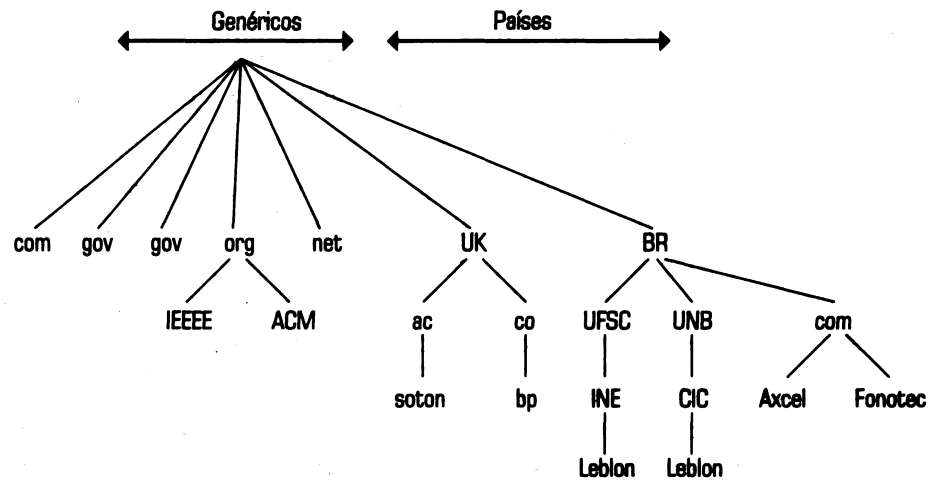 Genéricos Países
com gov gov org net UK BR
IEEEE ACM ac co UFSC UNB com
soton bp INE CIC Axcel Fonotec
Leblon Leblon